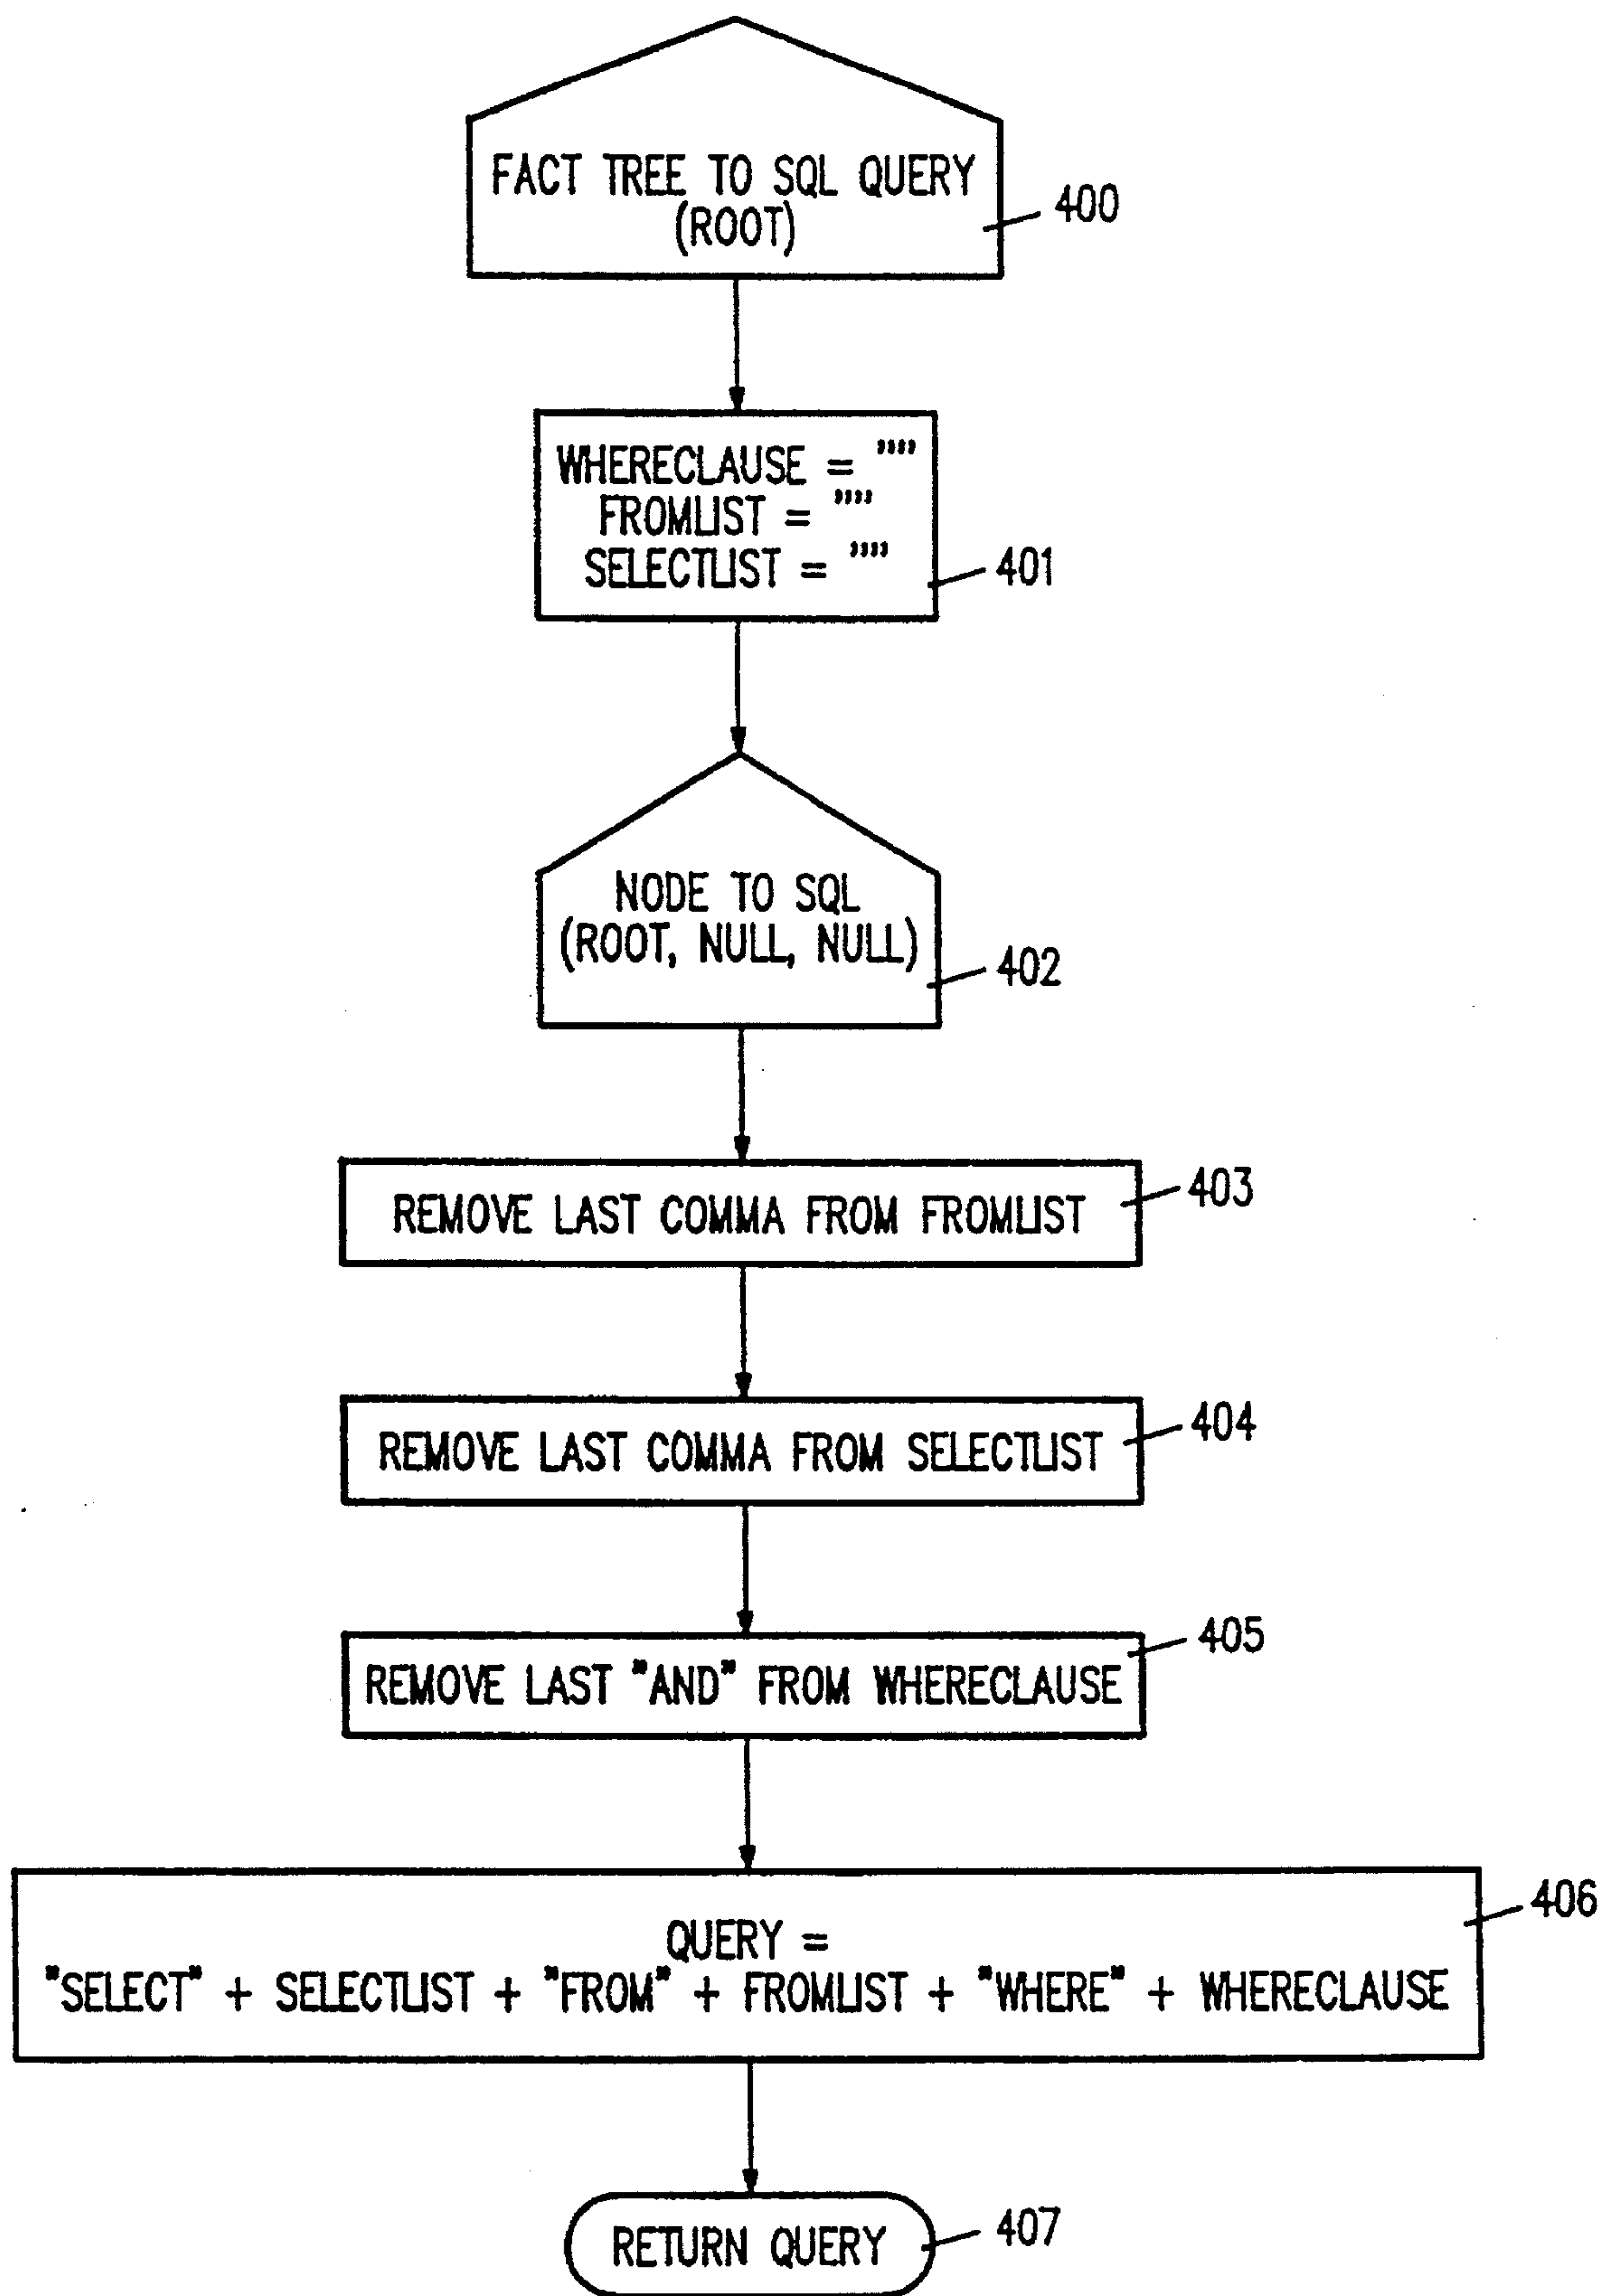 FACT TREE TO SQL QUERY
(ROOT)
400
WHERECLAUSE = """"
FROMLIST = """"
SELECTLIST = """"
401
NODE TO SQL
(ROOT, NULL, NULL)
402
REMOVE LAST COMMA FROM FROMLIST
403
REMOVE LAST COMMA FROM SELECTLIST
404
REMOVE LAST "AND" FROM WHERECLAUSE
405
QUERY =
"SELECT" + SELECTLIST + "FROM" + FROMLIST + "WHERE" + WHERECLAUSE
406
RETURN QUERY
407